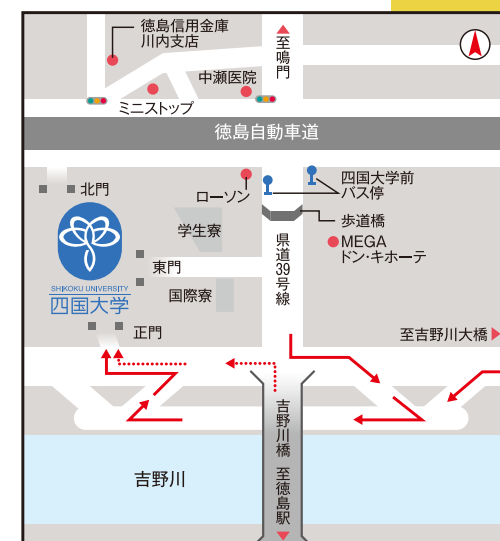 徳島信用金庫
川内支店
至鳴門
中瀬医院
ミニストップ
徳島自動車道
北門
ローソン
四国大学前
バス停
歩道橋
学生寮
MEGA
ドン・キホーテ
県道39号線
SHIKOKU UNIVERSITY
四国大学
東門
国際寮
正門
至吉野川大橋
吉野川橋
至徳島駅
吉野川